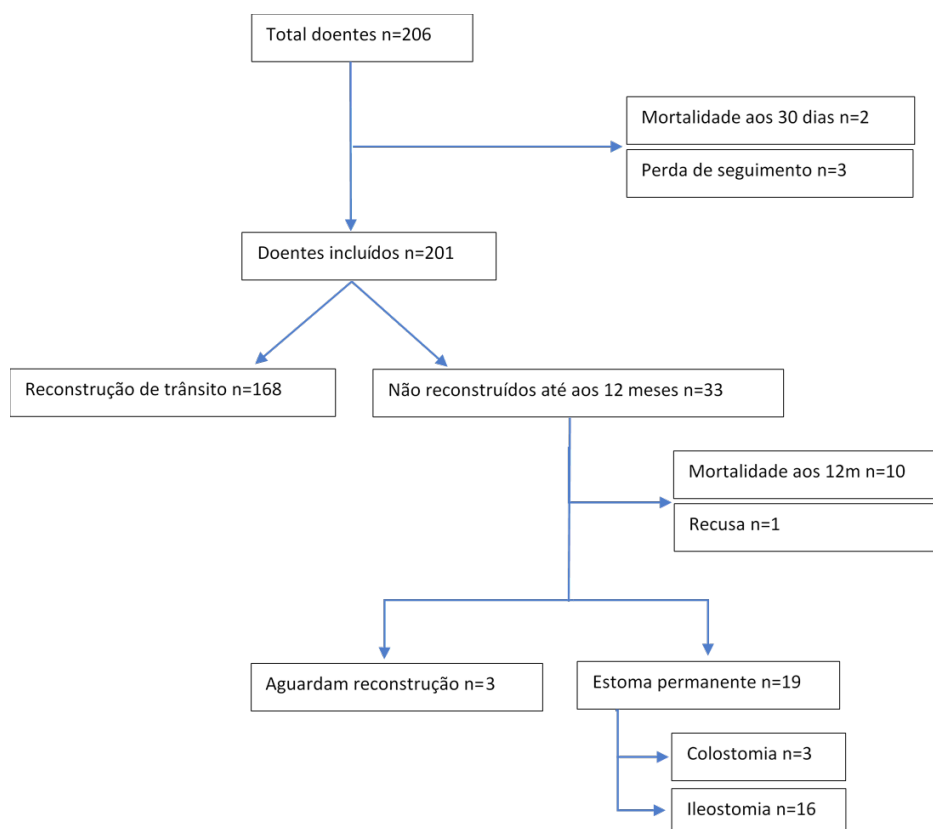 Total doentes n=206
Mortalidade aos 30 dias n=2
Perda de seguimento n=3
Doentes incluídos n=201
Reconstrução de trânsito n=168
Não reconstruídos até aos 12 meses n=33
Mortalidade aos 12m n=10
Recusa n=1
Aguardam reconstrução n=3
Estoma permanente n=19
Colostomia n=3
Ileostomia n=16